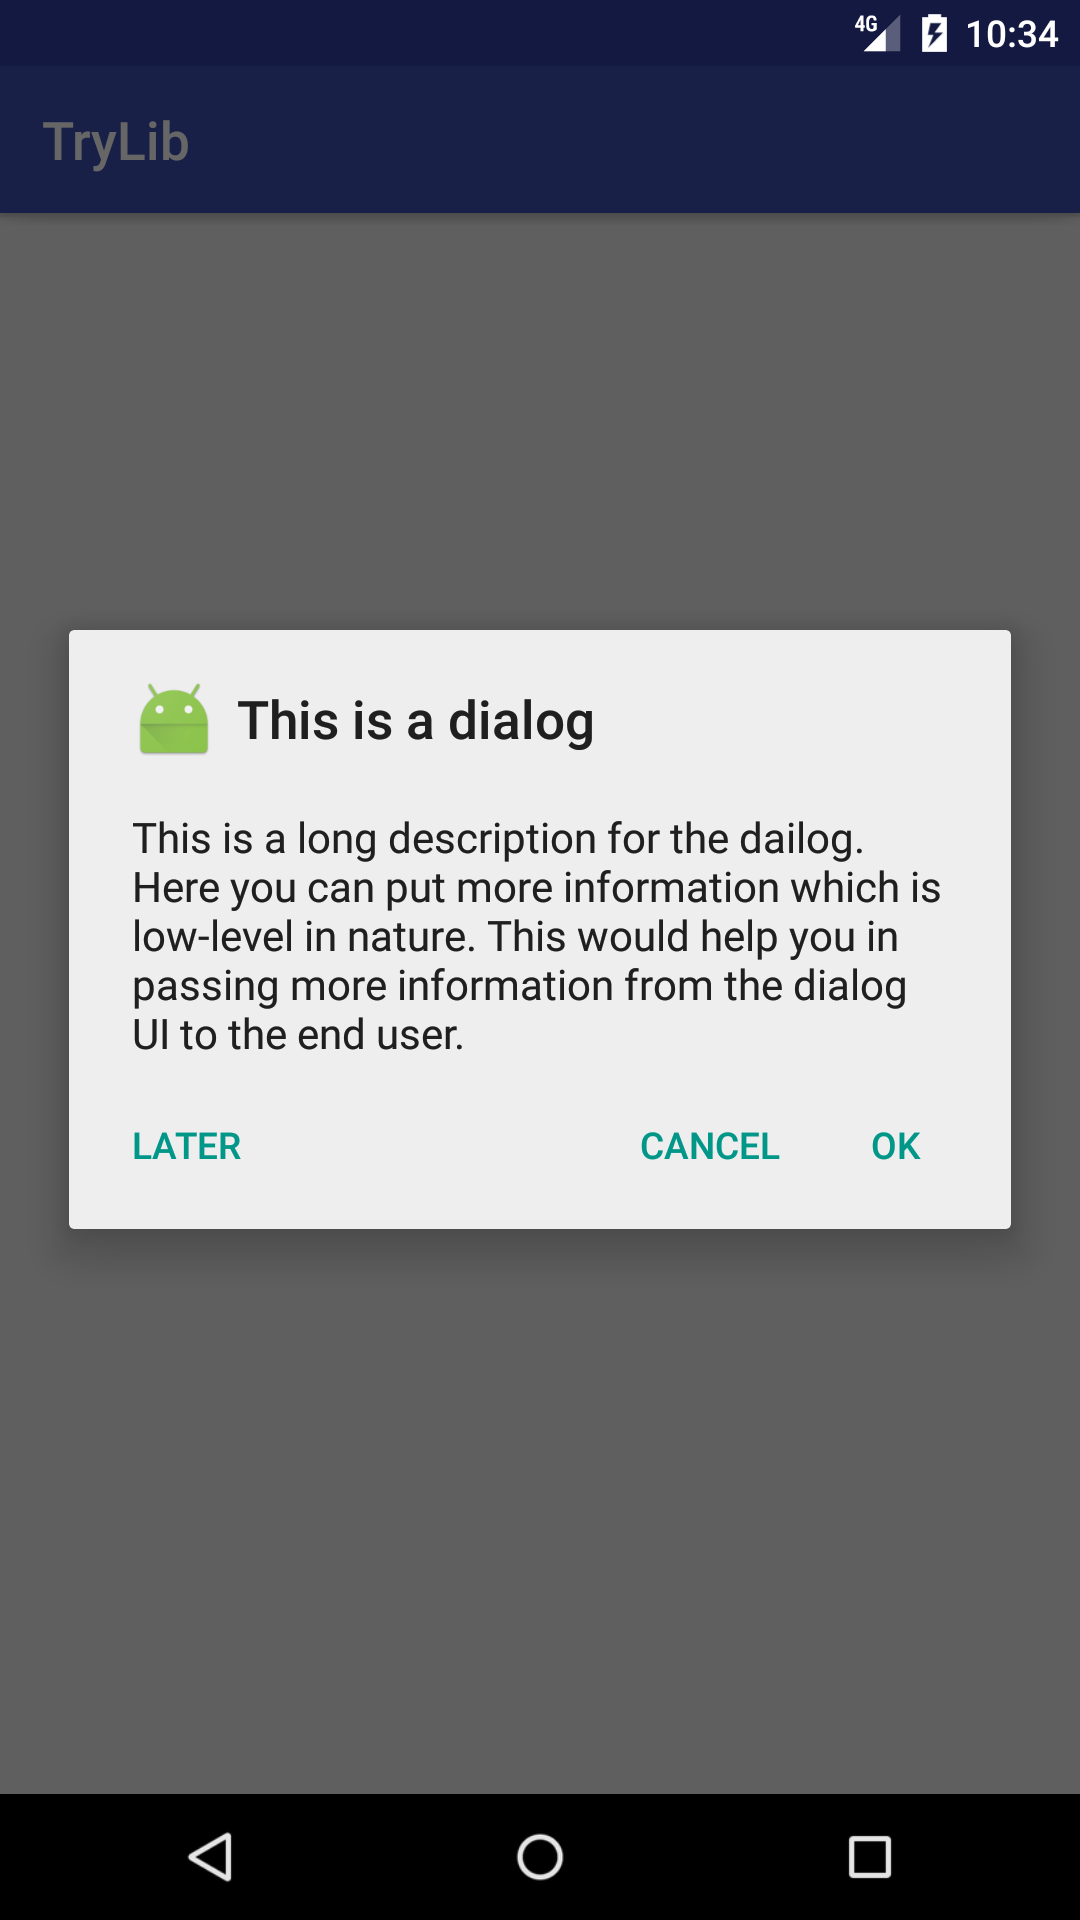 4G 10:34
TryLib
This is a dialog
This is a long description for the dailog.
Here you can put more information which is
low-level in nature. This would help you in
passing more information from the dialog
UI to the end user.
LATER CANCEL OK